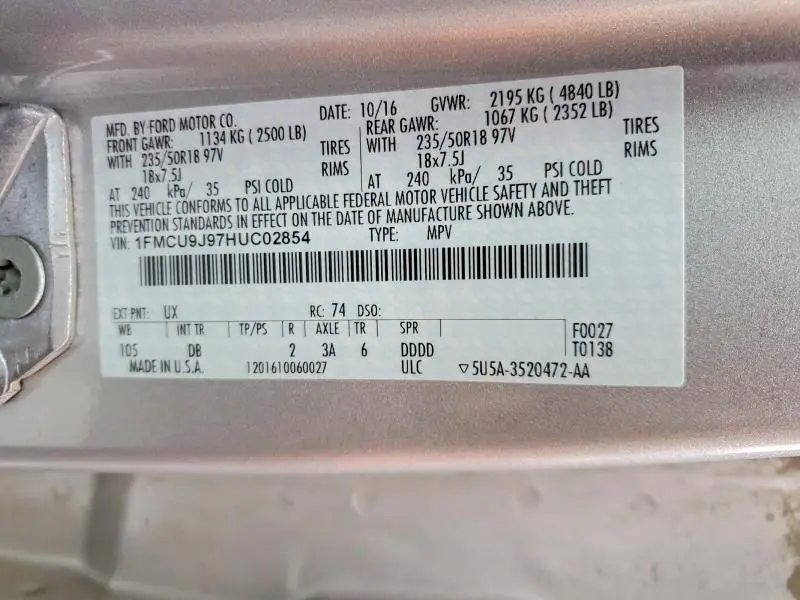 MFD. BY FORD MOTOR CO.
DATE: 10/16 GVWR: 2195 KG ( 4840 LB)
FRONT GAWR: 1134 KG ( 2500 LB)
REAR GAWR: 1067 KG ( 2352 LB)
WITH 235/50R18 97V TIRES
WITH 235/50R18 97V TIRES
18x7.5J RIMS
18x7.5J RIMS
AT 240 kPa/ 35 PSI COLD
AT 240 kPa/ 35 PSI COLD
THIS VEHICLE CONFORMS TO ALL APPLICABLE FEDERAL MOTOR VEHICLE SAFETY AND THEFT
PREVENTION STANDARDS IN EFFECT ON THE DATE OF MANUFACTURE SHOWN ABOVE.
VIN: 1FMCU9J97HUC02854 TYPE: MPV
EXT PNT: UX RC: 74 DSO:
WB INT TR TP/PS R AXLE TR SPR F0027
105 DB 2 3A 6 DDDD T0138
MADE IN U.S.A. 1201610060027 ULC ▽5U5A-3520472-AA